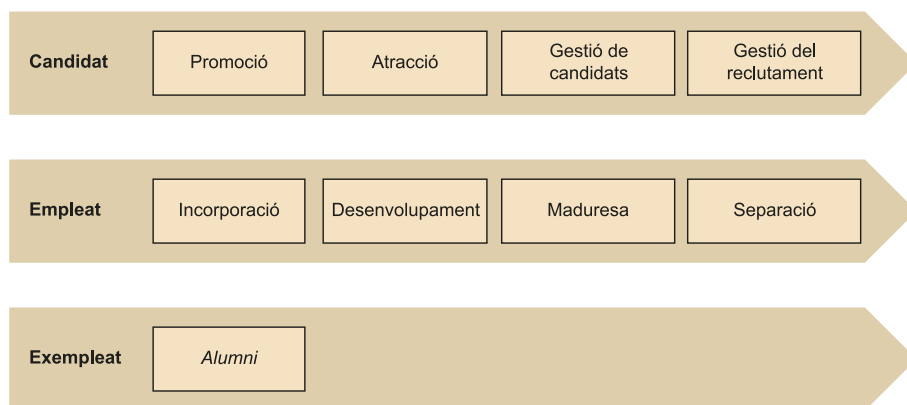 Candidat
Promoció
Atracció
Gestió de
candidats
Gestió del
reclutament
Empleat
Incorporació
Desenvolupament
Maduresa
Separació
Exempleat
Alumni